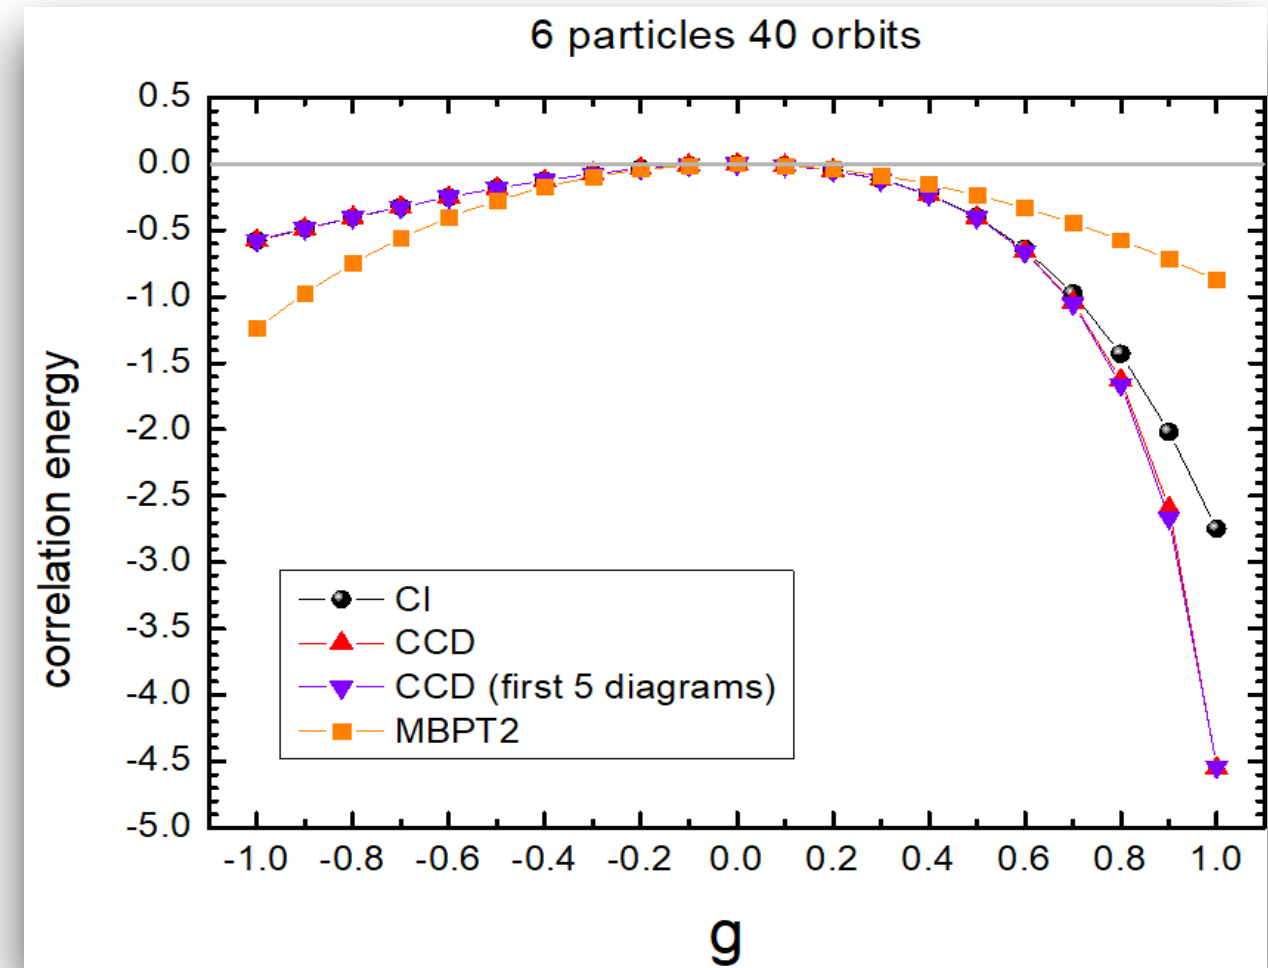 6 particles 40 orbits
0.5
0.0
-0.5
-1.0
-1.5
-2.0
-2.5
-3.0
-3.5
-4.0
-4.5
-5.0
correlation energy
CI
CCD
CCD (first 5 diagrams)
MBPT2
-1.0 -0.8 -0.6 -0.4 -0.2 0.0 0.2 0.4 0.6 0.8 1.0
g